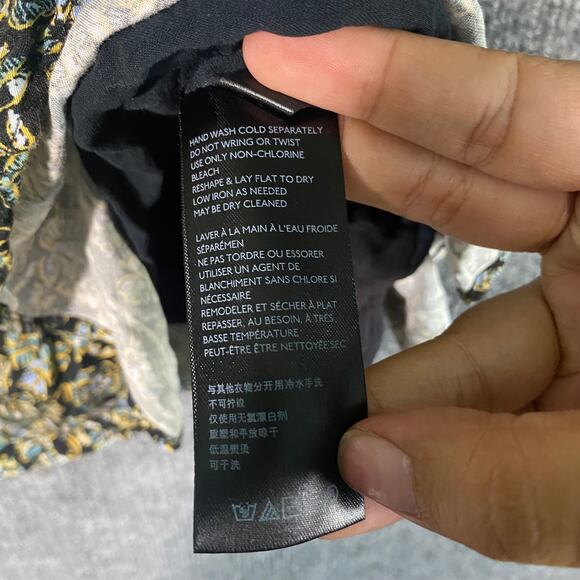 HAND WASH COLD SEPARATELY
DO NOT WRING OR TWIST
USE ONLY NON-CHLORINE
BLEACH
RESHAPE & LAY FLAT TO DRY
LOW IRON AS NEEDED
MAY BE DRY CLEANED
LAVER À LA MAIN À L'EAU FROIDE
SÉPARÉMEN
NE PAS TORDRE OU ESSORER
UTILISER UN AGENT DE
BLANCHIMENT SANS CHLORE SI
NÉCESSAIRE
REMODELER ET SÉCHER À PLAT
REPASSER, AU BESOIN, À TRÈS
BASSE TEMPÉRATURE
PEUT-ÊTRE ÊTRE NETTOYÉE SEC
与其他衣物分开用冷水手洗
不可拧绞
仅使用无氯漂白剂
重塑和平放晾干
低温熨烫
可干洗